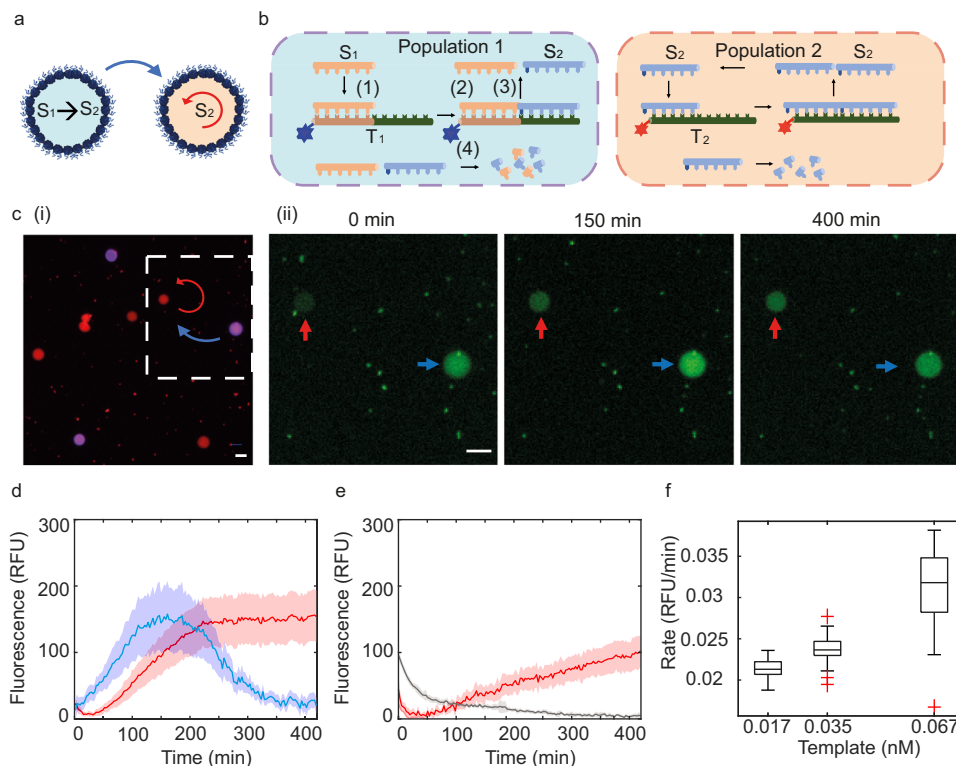 a
b
S1→S2
S2
Population 1
S1
S2
(1)
(2)
(3)
T1
(4)
Population 2
S2
S2
T2
c (i)
(ii)
0 min
150 min
400 min
d
e
f
Fluorescence (RFU)
300
200
100
0
0 100 200 300 400
Time (min)
Fluorescence (RFU)
300
200
100
0
0 100 200 300 400
Time (min)
Rate (RFU/min)
0.035
0.03
0.025
0.02
0.017 0.035 0.067
Template (nM)